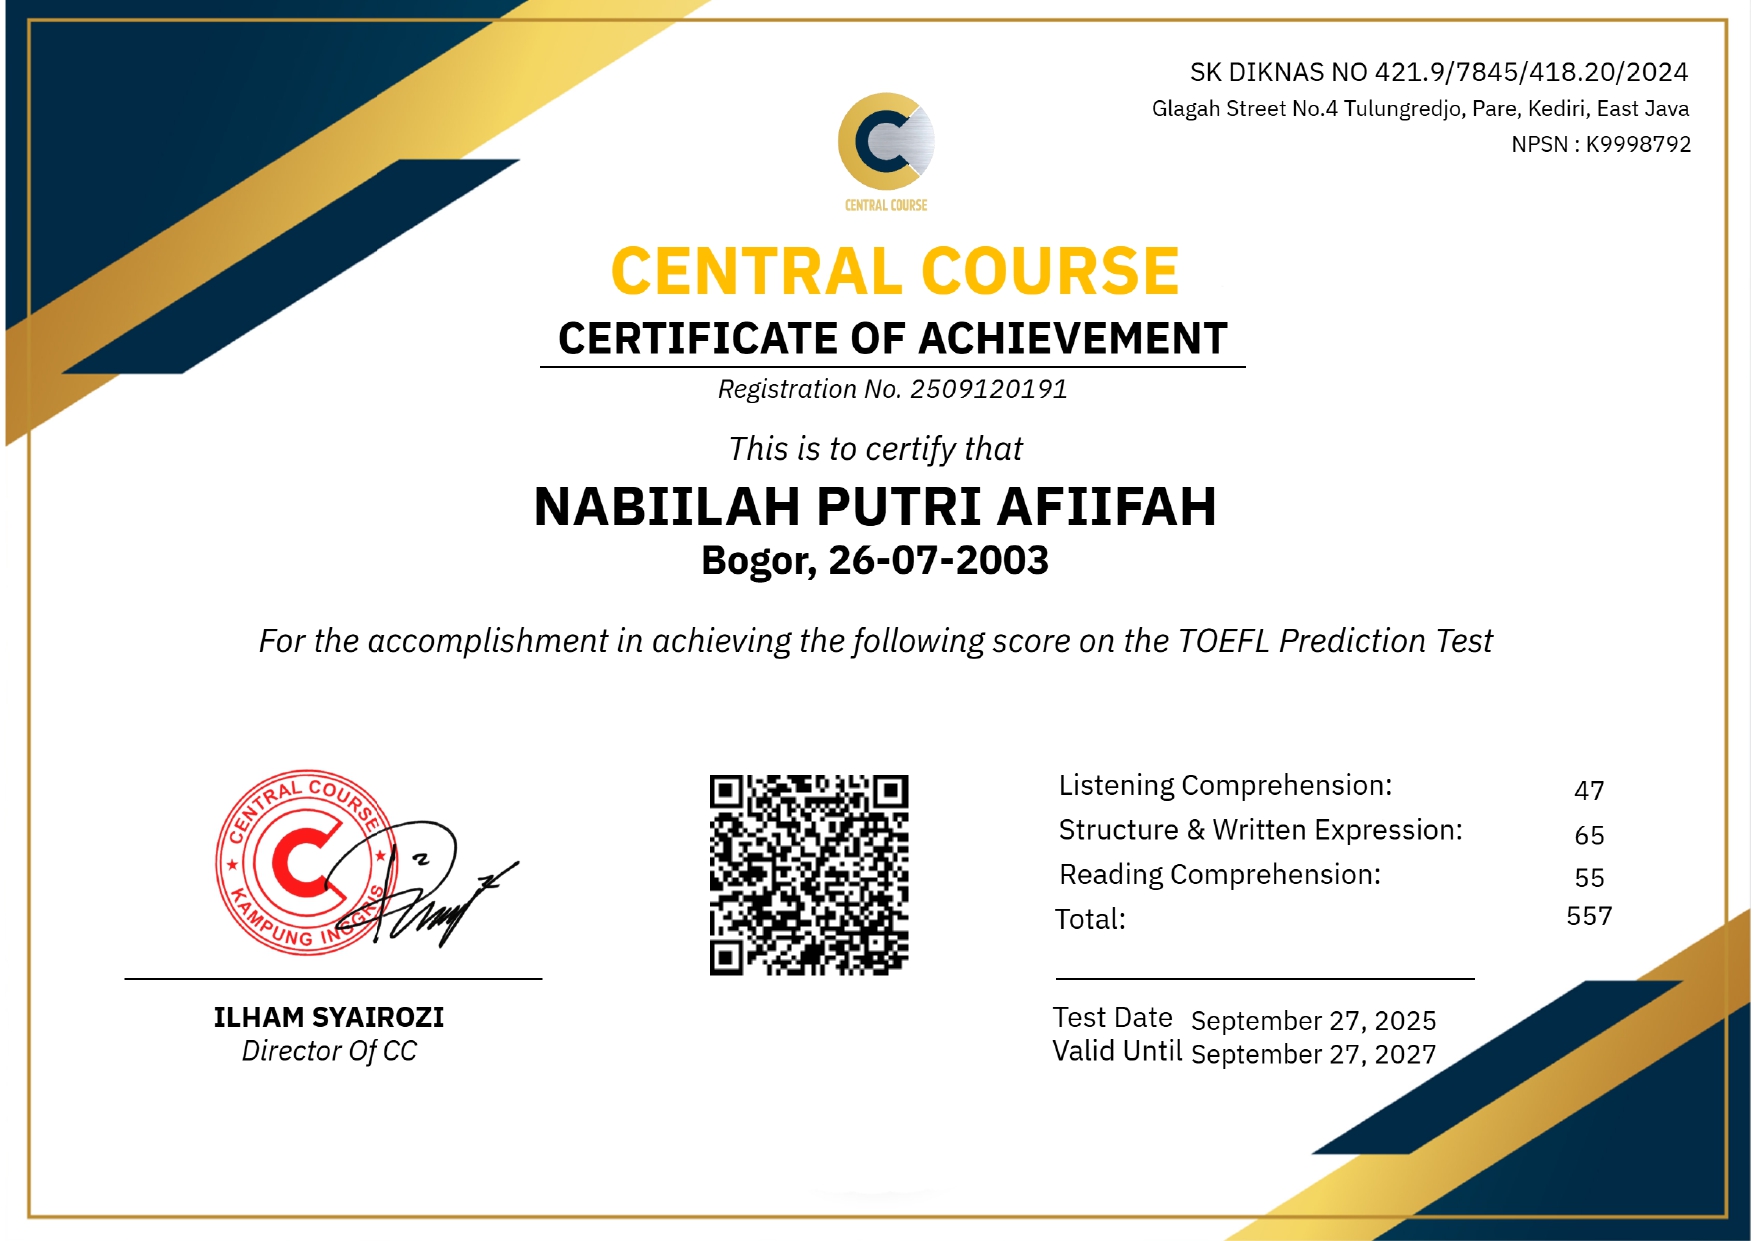 SK DIKNAS NO 421.9/7845/418.20/2024
Glagah Street No.4 Tulungredjo, Pare, Kediri, East Java
NPSN : K9998792
CENTRAL COURSE
CENTRAL COURSE
CERTIFICATE OF ACHIEVEMENT
Registration No. 2509120191
This is to certify that
NABIILAH PUTRI AFIIFAH
Bogor, 26-07-2003
For the accomplishment in achieving the following score on the TOEFL Prediction Test
CENTRAL COURSE
KAMPUNG INGGRIS
Listening Comprehension: 47
Structure & Written Expression: 65
Reading Comprehension: 55
Total: 557
ILHAM SYAIROZI
Director Of CC
Test Date September 27, 2025
Valid Until September 27, 2027